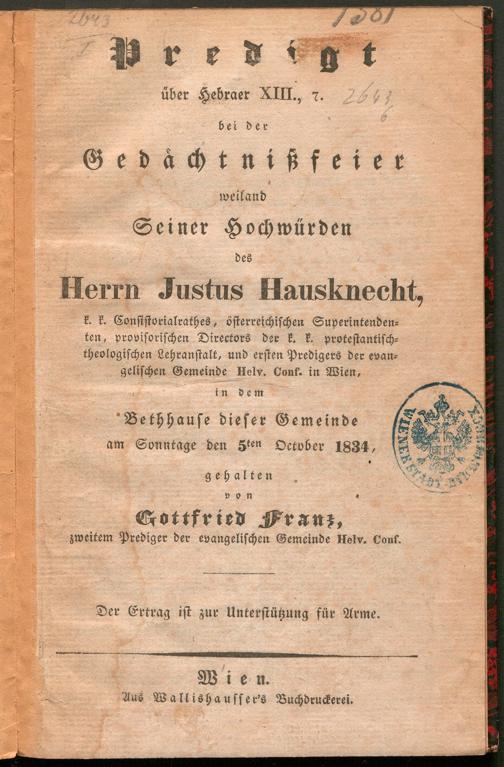 2643
I
1381
Predigt
über Hebraer XIII., 7.
2643
6
bei der
Gedächtnißfeier
weiland
Seiner Hochwürden
des
Herrn Justus Hausknecht,
k. k. Consistorialrathes, österreichischen Superintenden-
ten, provisorischen Directors der k. k. protestantisch-
theologischen Lehranstalt, und ersten Predigers der evan-
gelischen Gemeinde Helv. Conf. in Wien,
in dem
Bethhause dieser Gemeinde
am Sonntage den 5ten October 1834,
gehalten
von
Gottfried Franz,
zweitem Prediger der evangelischen Gemeinde Helv. Conf.
Der Ertrag ist zur Unterstützung für Arme.
Wien.
Aus Wallishausser's Buchdruckerei.
WIENER STADT